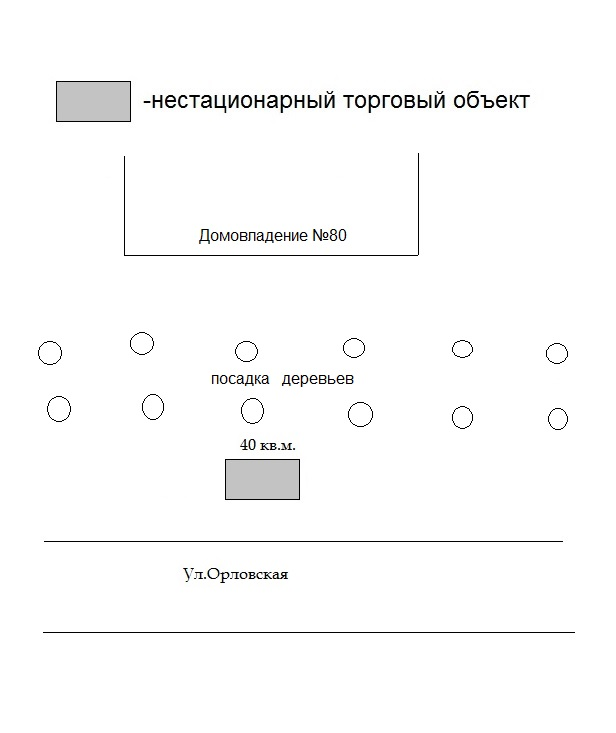 -нестационарный торговый объект
Домовладение №80
посадка деревьев
40 кв.м.
Ул.Орловская